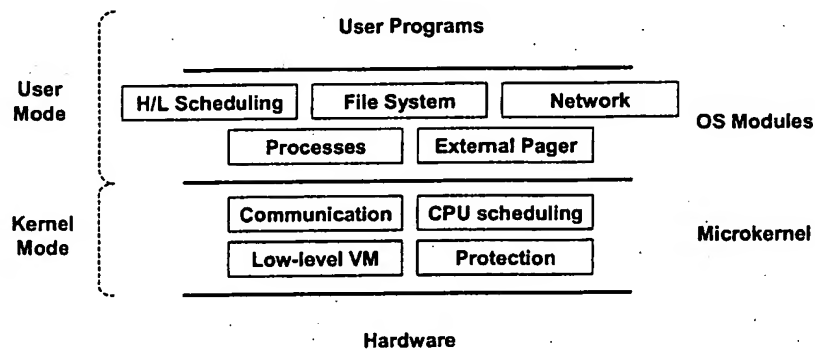 User Programs
User
Mode
H/L Scheduling
File System
Network
Processes
External Pager
OS Modules
Kernel
Mode
Communication
CPU scheduling
Low-level VM
Protection
Microkernel
Hardware